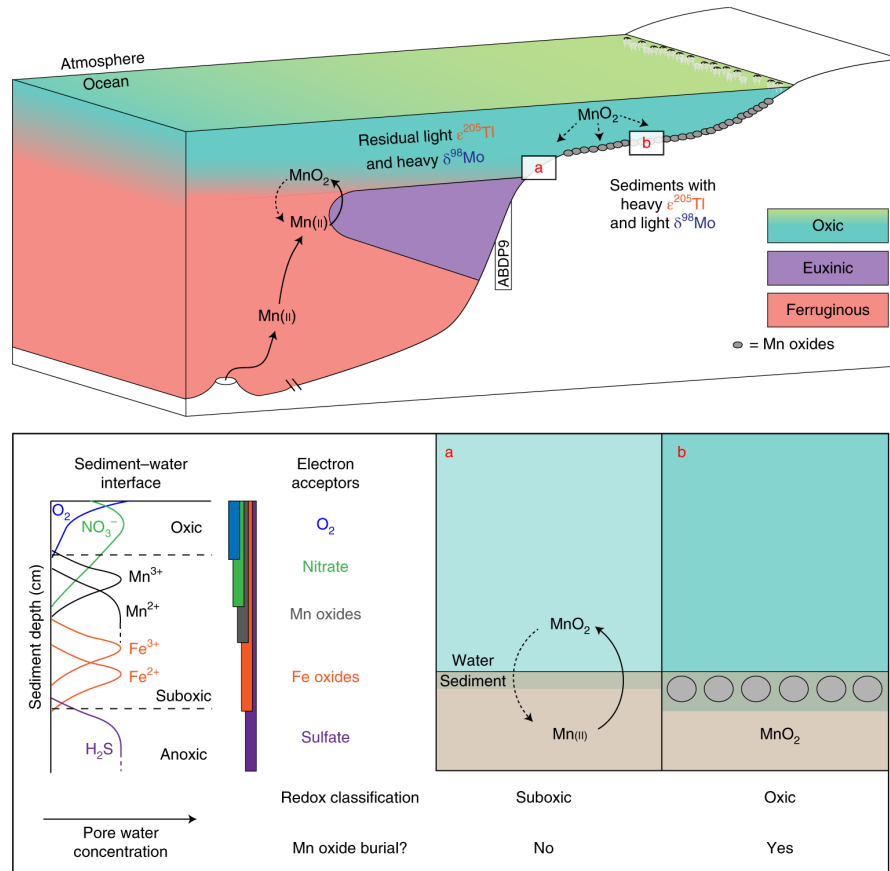 Atmosphere
Ocean
Residual light ε²⁰⁵Tl
and heavy δ⁹⁸Mo
MnO₂
Mn(II)
Mn(II)
MnO₂
a
b
Sediments with
heavy ε²⁰⁵Tl
and light δ⁹⁸Mo
ABDP9
Oxic
Euxinic
Ferruginous
= Mn oxides
Sediment–water
interface
Sediment depth (cm)
O₂
NO₃⁻
Oxic
Mn³⁺
Mn²⁺
Fe³⁺
Fe²⁺
Suboxic
H₂S
Anoxic
Pore water
concentration
Electron
acceptors
O₂
Nitrate
Mn oxides
Fe oxides
Sulfate
a
b
MnO₂
Water
Sediment
Mn(II)
MnO₂
Redox classification Suboxic Oxic
Mn oxide burial? No Yes